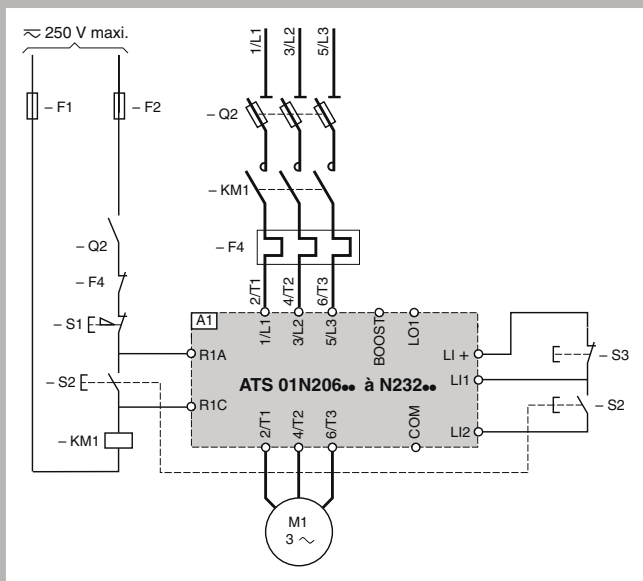 ≂ 250 V maxi.
– F1
– F2
1/L1
3/L2
5/L3
– Q2
– KM1
– F4
2/T1
4/T2
6/T3
– Q2
– F4
– S1
– S2
– KM1
A1
1/L1
3/L2
5/L3
BOOST
LO1
R1A
R1C
ATS 01N206•• à N232••
LI +
LI1
LI2
2/T1
4/T2
6/T3
COM
– S3
– S2
M1
3 ~